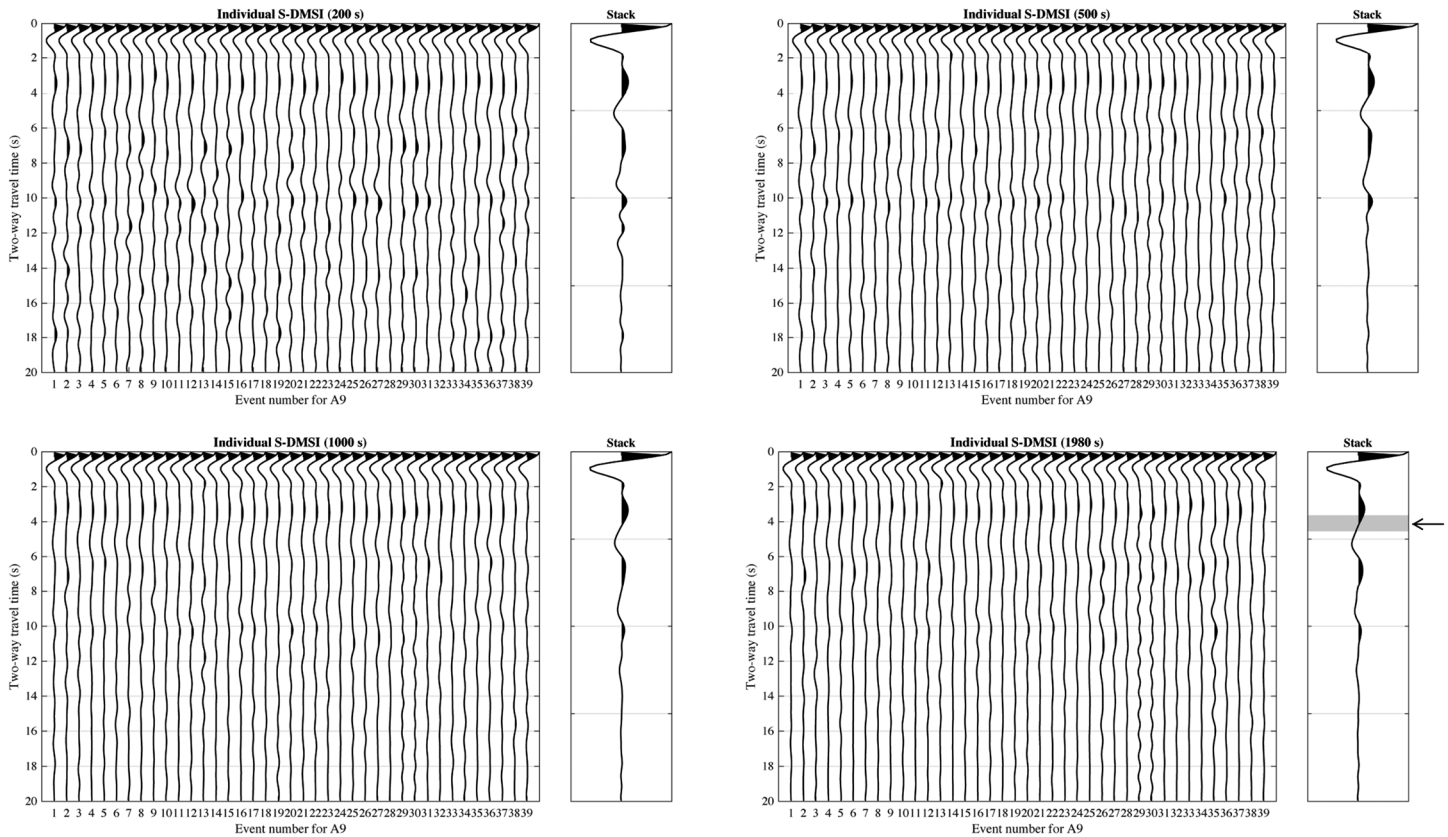 Individual S-DMSI (200 s)
Stack
0
2
4
6
8
10
12
14
16
18
20
Two-way travel time (s)
1 2 3 4 5 6 7 8 9 10 11 12 13 14 15 16 17 18 19 20 21 22 23 24 25 26 27 28 29 30 31 32 33 34 35 36 37 38 39
Event number for A9
Individual S-DMSI (500 s)
Stack
0
2
4
6
8
10
12
14
16
18
20
Two-way travel time (s)
1 2 3 4 5 6 7 8 9 10 11 12 13 14 15 16 17 18 19 20 21 22 23 24 25 26 27 28 29 30 31 32 33 34 35 36 37 38 39
Event number for A9
Individual S-DMSI (1000 s)
Stack
0
2
4
6
8
10
12
14
16
18
20
Two-way travel time (s)
1 2 3 4 5 6 7 8 9 10 11 12 13 14 15 16 17 18 19 20 21 22 23 24 25 26 27 28 29 30 31 32 33 34 35 36 37 38 39
Event number for A9
Individual S-DMSI (1980 s)
Stack
0
2
4
6
8
10
12
14
16
18
20
Two-way travel time (s)
1 2 3 4 5 6 7 8 9 10 11 12 13 14 15 16 17 18 19 20 21 22 23 24 25 26 27 28 29 30 31 32 33 34 35 36 37 38 39
Event number for A9